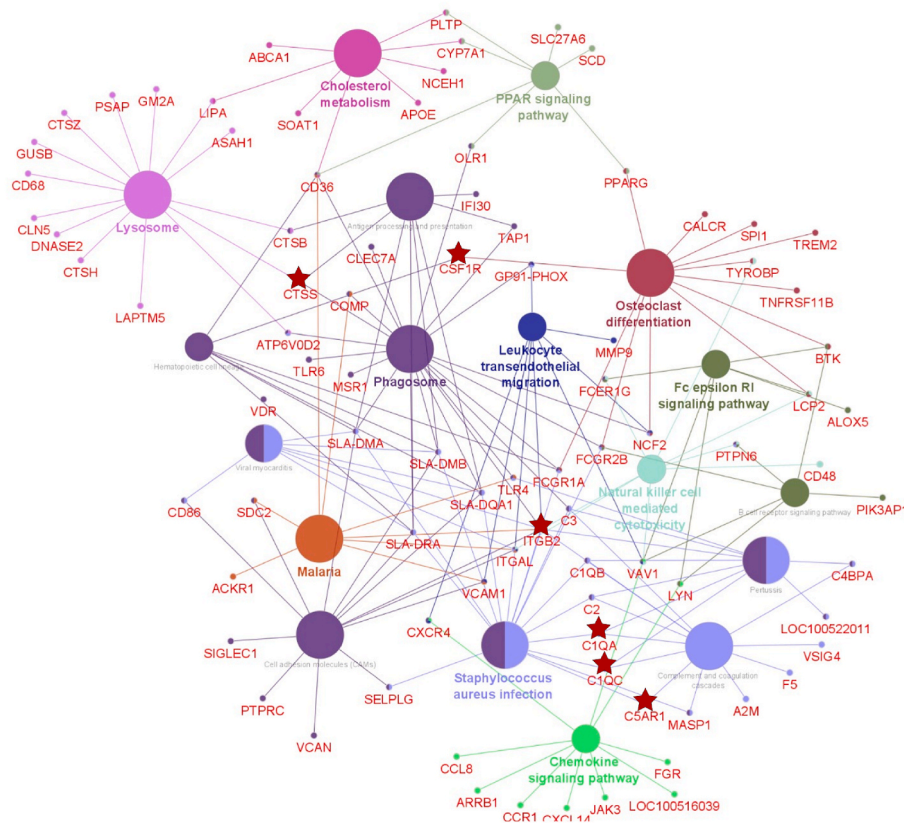 PLTP
SLC27A6
ABCA1
CYP7A1
SCD
PSAP
GM2A
Cholesterol
metabolism
NCEH1
PPAR signaling
pathway
CTSZ
LIPA
SOAT1
APOE
GUSB
ASAH1
OLR1
CD68
CD36
PPARG
IFI30
CALCR
SPI1
CLN5
Lysosome
Antigen processing and presentation
TAP1
TREM2
DNASE2
CTSB
CLEC7A
CSF1R
TYROBP
CTSH
CTSS
GP91-PHOX
TNFRSF11B
LAPTM5
COMP
Osteoclast
differentiation
ATP6V0D2
Leukocyte
transendothelial
migration
MMP9
BTK
Hematopoietic cell lineage
TLR6
Phagosome
MSR1
FCER1G
Fc epsilon RI
signaling pathway
LCP2
ALOX5
VDR
SLA-DMA
NCF2
Viral myocarditis
SLA-DMB
FCGR2B
PTPN6
TLR4
FCGR1A
CD48
Natural killer cell
mediated
cytotoxicity
CD86
SDC2
SLA-DQA1
C3
B cell receptor signaling pathway
PIK3AP1
SLA-DRA
ITGB2
Malaria
ITGAL
C1QB
VAV1
Pertussis
C4BPA
ACKR1
VCAM1
LYN
C2
CXCR4
C1QA
LOC100522011
SIGLEC1
Cell adhesion molecules (CAMs)
VSIG4
C1QC
Complement and coagulation
cascades
Staphylococcus
aureus infection
F5
PTPRC
SELPLG
C5AR1
A2M
MASP1
VCAN
CCL8
Chemokine
signaling pathway
FGR
ARRB1
LOC100516039
CCR1
JAK3
CXCL14